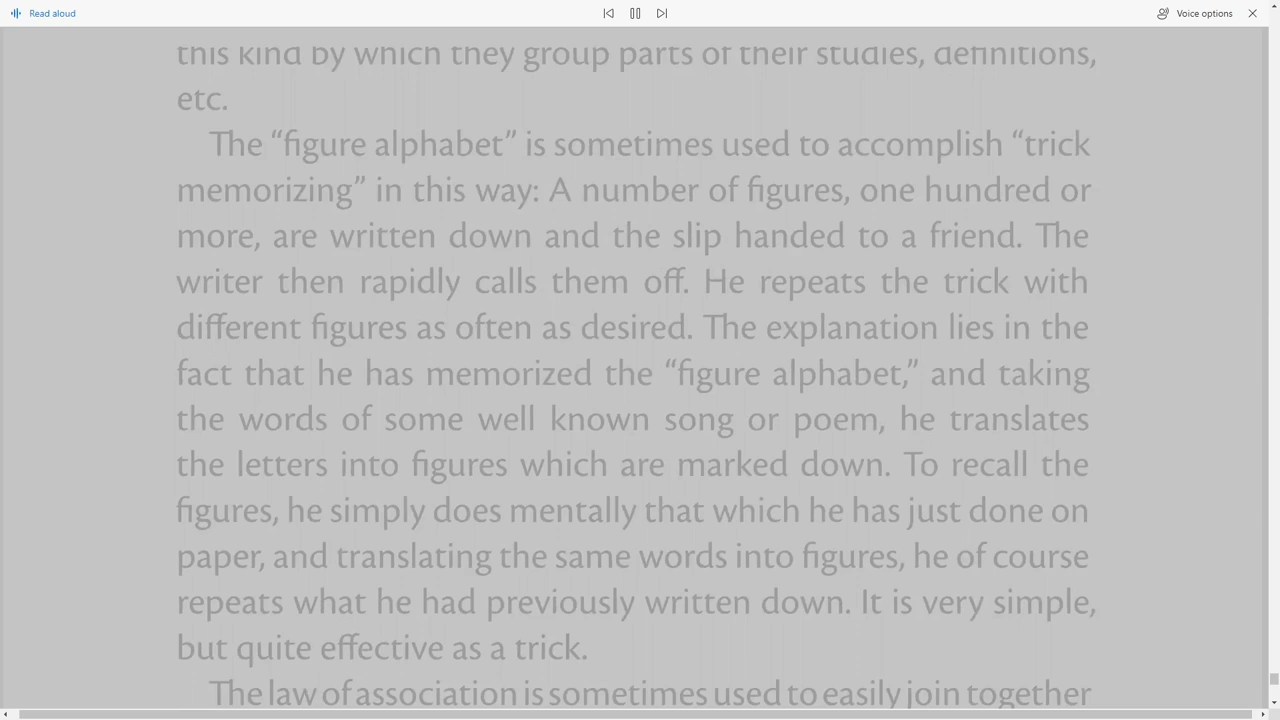 Read aloud
Voice options
this kind by which they group parts of their studies, definitions,
etc.
The “figure alphabet” is sometimes used to accomplish “trick
memorizing” in this way: A number of figures, one hundred or
more, are written down and the slip handed to a friend. The
writer then rapidly calls them off. He repeats the trick with
different figures as often as desired. The explanation lies in the
fact that he has memorized the “figure alphabet,” and taking
the words of some well known song or poem, he translates
the letters into figures which are marked down. To recall the
figures, he simply does mentally that which he has just done on
paper, and translating the same words into figures, he of course
repeats what he had previously written down. It is very simple,
but quite effective as a trick.
The law of association is sometimes used to easily join together